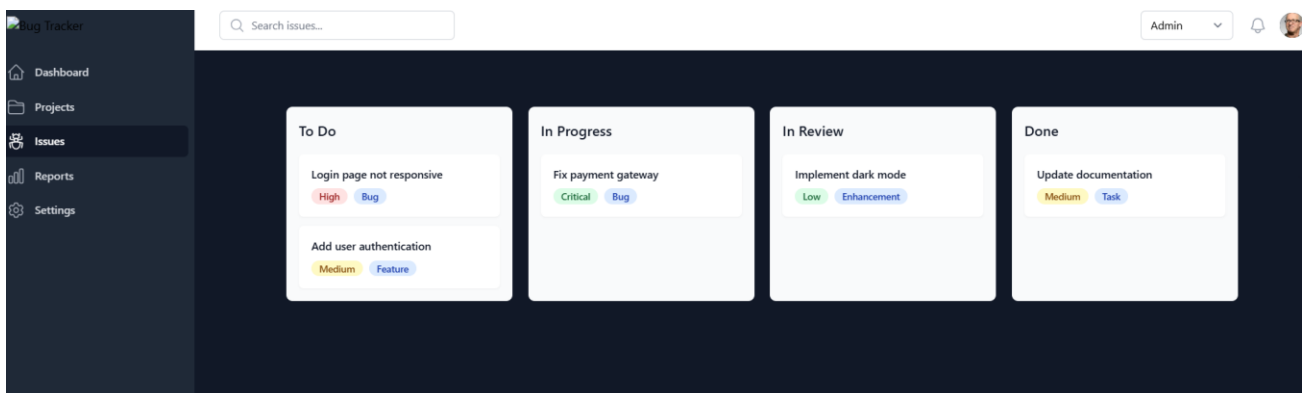 Bug Tracker
Search issues...
Admin
Dashboard
Projects
Issues
Reports
Settings
To Do
Login page not responsive
High Bug
Add user authentication
Medium Feature
In Progress
Fix payment gateway
Critical Bug
In Review
Implement dark mode
Low Enhancement
Done
Update documentation
Medium Task